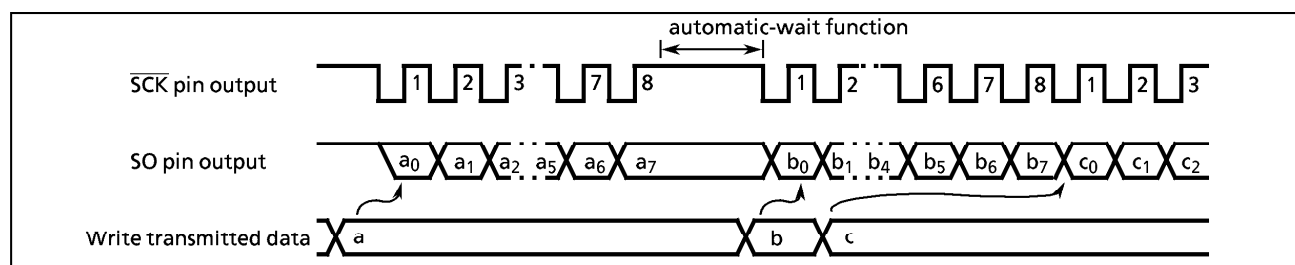 automatic-wait function
SCK pin output 1 2 3 7 8 1 2 6 7 8 1 2 3
SO pin output a0 a1 a2 a5 a6 a7 b0 b1 b4 b5 b6 b7 c0 c1 c2
Write transmitted data a b c